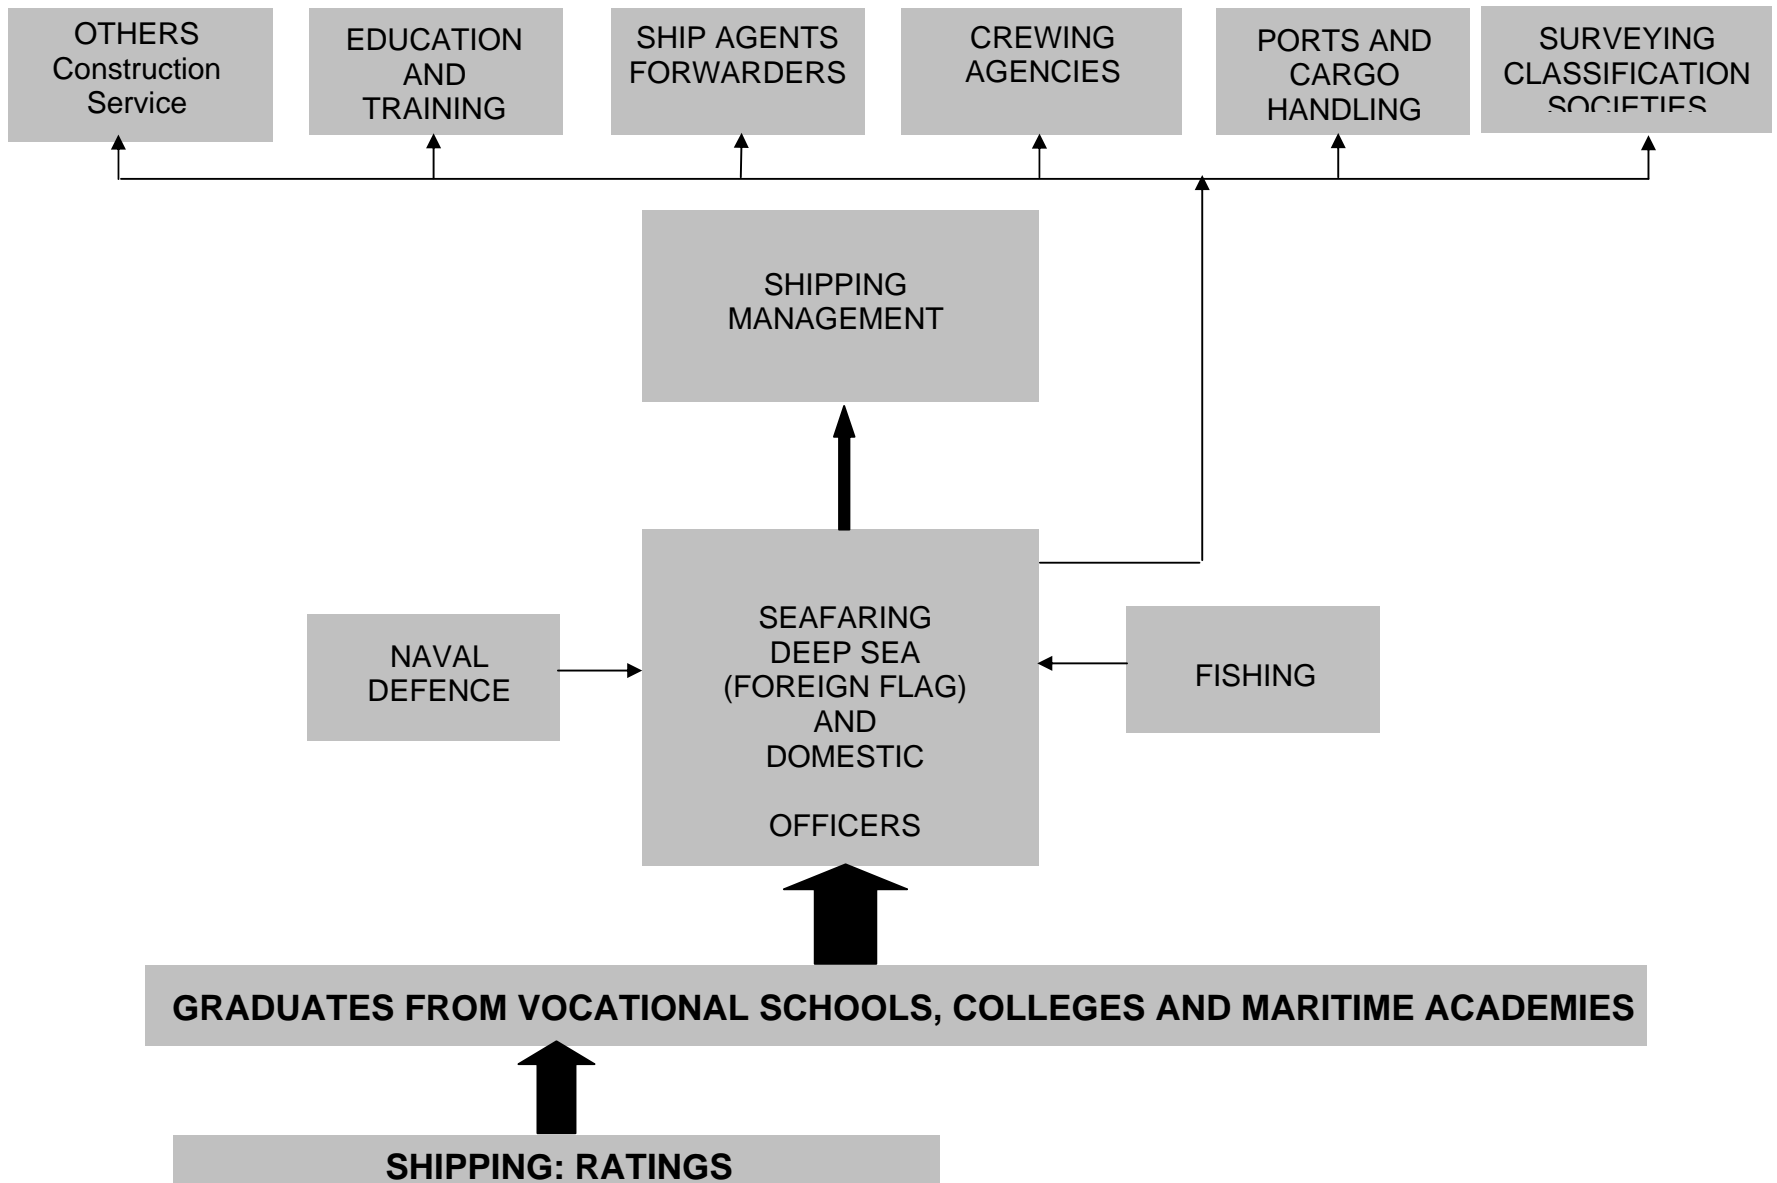 OTHERS
Construction
Service
EDUCATION
AND
TRAINING
SHIP AGENTS
FORWARDERS
CREWING
AGENCIES
PORTS AND
CARGO
HANDLING
SURVEYING
CLASSIFICATION
SOCIETIES
SHIPPING
MANAGEMENT
NAVAL
DEFENCE
SEAFARING
DEEP SEA
(FOREIGN FLAG)
AND
DOMESTIC
OFFICERS
FISHING
GRADUATES FROM VOCATIONAL SCHOOLS, COLLEGES AND MARITIME ACADEMIES
SHIPPING: RATINGS